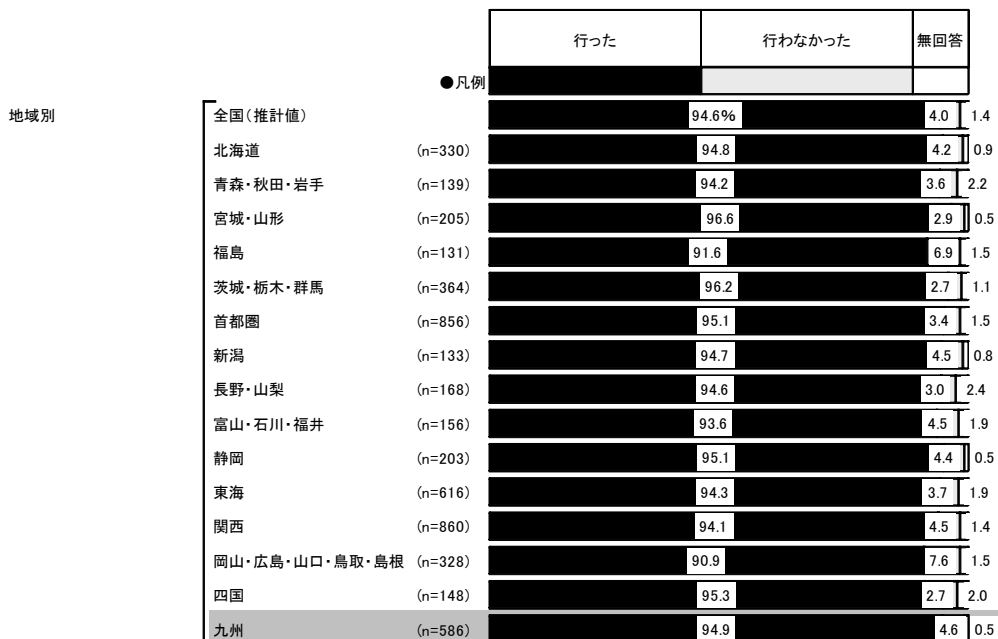 行った 行わなかった 無回答
●凡例
地域別 全国(推計値) 94.6% 4.0 1.4
北海道 (n=330) 94.8 4.2 0.9
青森・秋田・岩手 (n=139) 94.2 3.6 2.2
宮城・山形 (n=205) 96.6 2.9 0.5
福島 (n=131) 91.6 6.9 1.5
茨城・栃木・群馬 (n=364) 96.2 2.7 1.1
首都圏 (n=856) 95.1 3.4 1.5
新潟 (n=133) 94.7 4.5 0.8
長野・山梨 (n=168) 94.6 3.0 2.4
富山・石川・福井 (n=156) 93.6 4.5 1.9
静岡 (n=203) 95.1 4.4 0.5
東海 (n=616) 94.3 3.7 1.9
関西 (n=860) 94.1 4.5 1.4
岡山・広島・山口・鳥取・島根 (n=328) 90.9 7.6 1.5
四国 (n=148) 95.3 2.7 2.0
九州 (n=586) 94.9 4.6 0.5